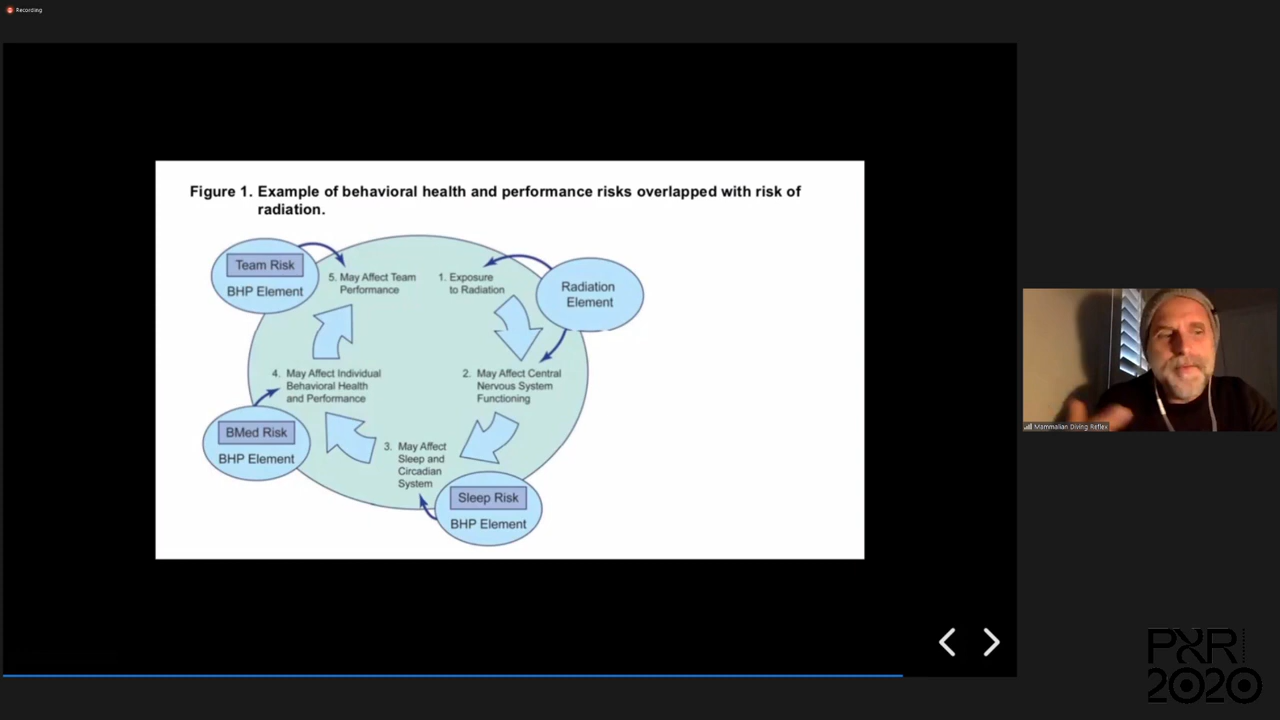 Recording
Figure 1. Example of behavioral health and performance risks overlapped with risk of
radiation.
Team Risk
BHP Element
5. May Affect Team
Performance
1. Exposure
to Radiation
Radiation
Element
4. May Affect Individual
Behavioral Health
and Performance
2. May Affect Central
Nervous System
Functioning
BMed Risk
BHP Element
3. May Affect
Sleep and
Circadian
System
Sleep Risk
BHP Element
Mammalian Diving Reflex
PXR
2020